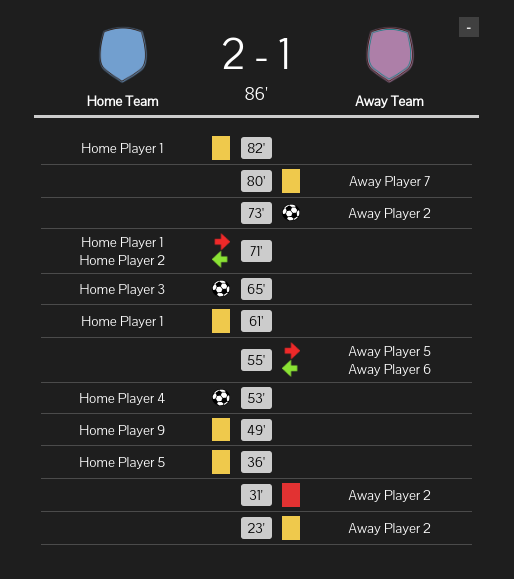 -
2 - 1
86'
Home Team
Away Team
Home Player 1 82'
80' Away Player 7
73' Away Player 2
Home Player 1
Home Player 2
71'
Home Player 3 65'
Home Player 1 61'
55'
Away Player 5
Away Player 6
Home Player 4 53'
Home Player 9 49'
Home Player 5 36'
31' Away Player 2
23' Away Player 2